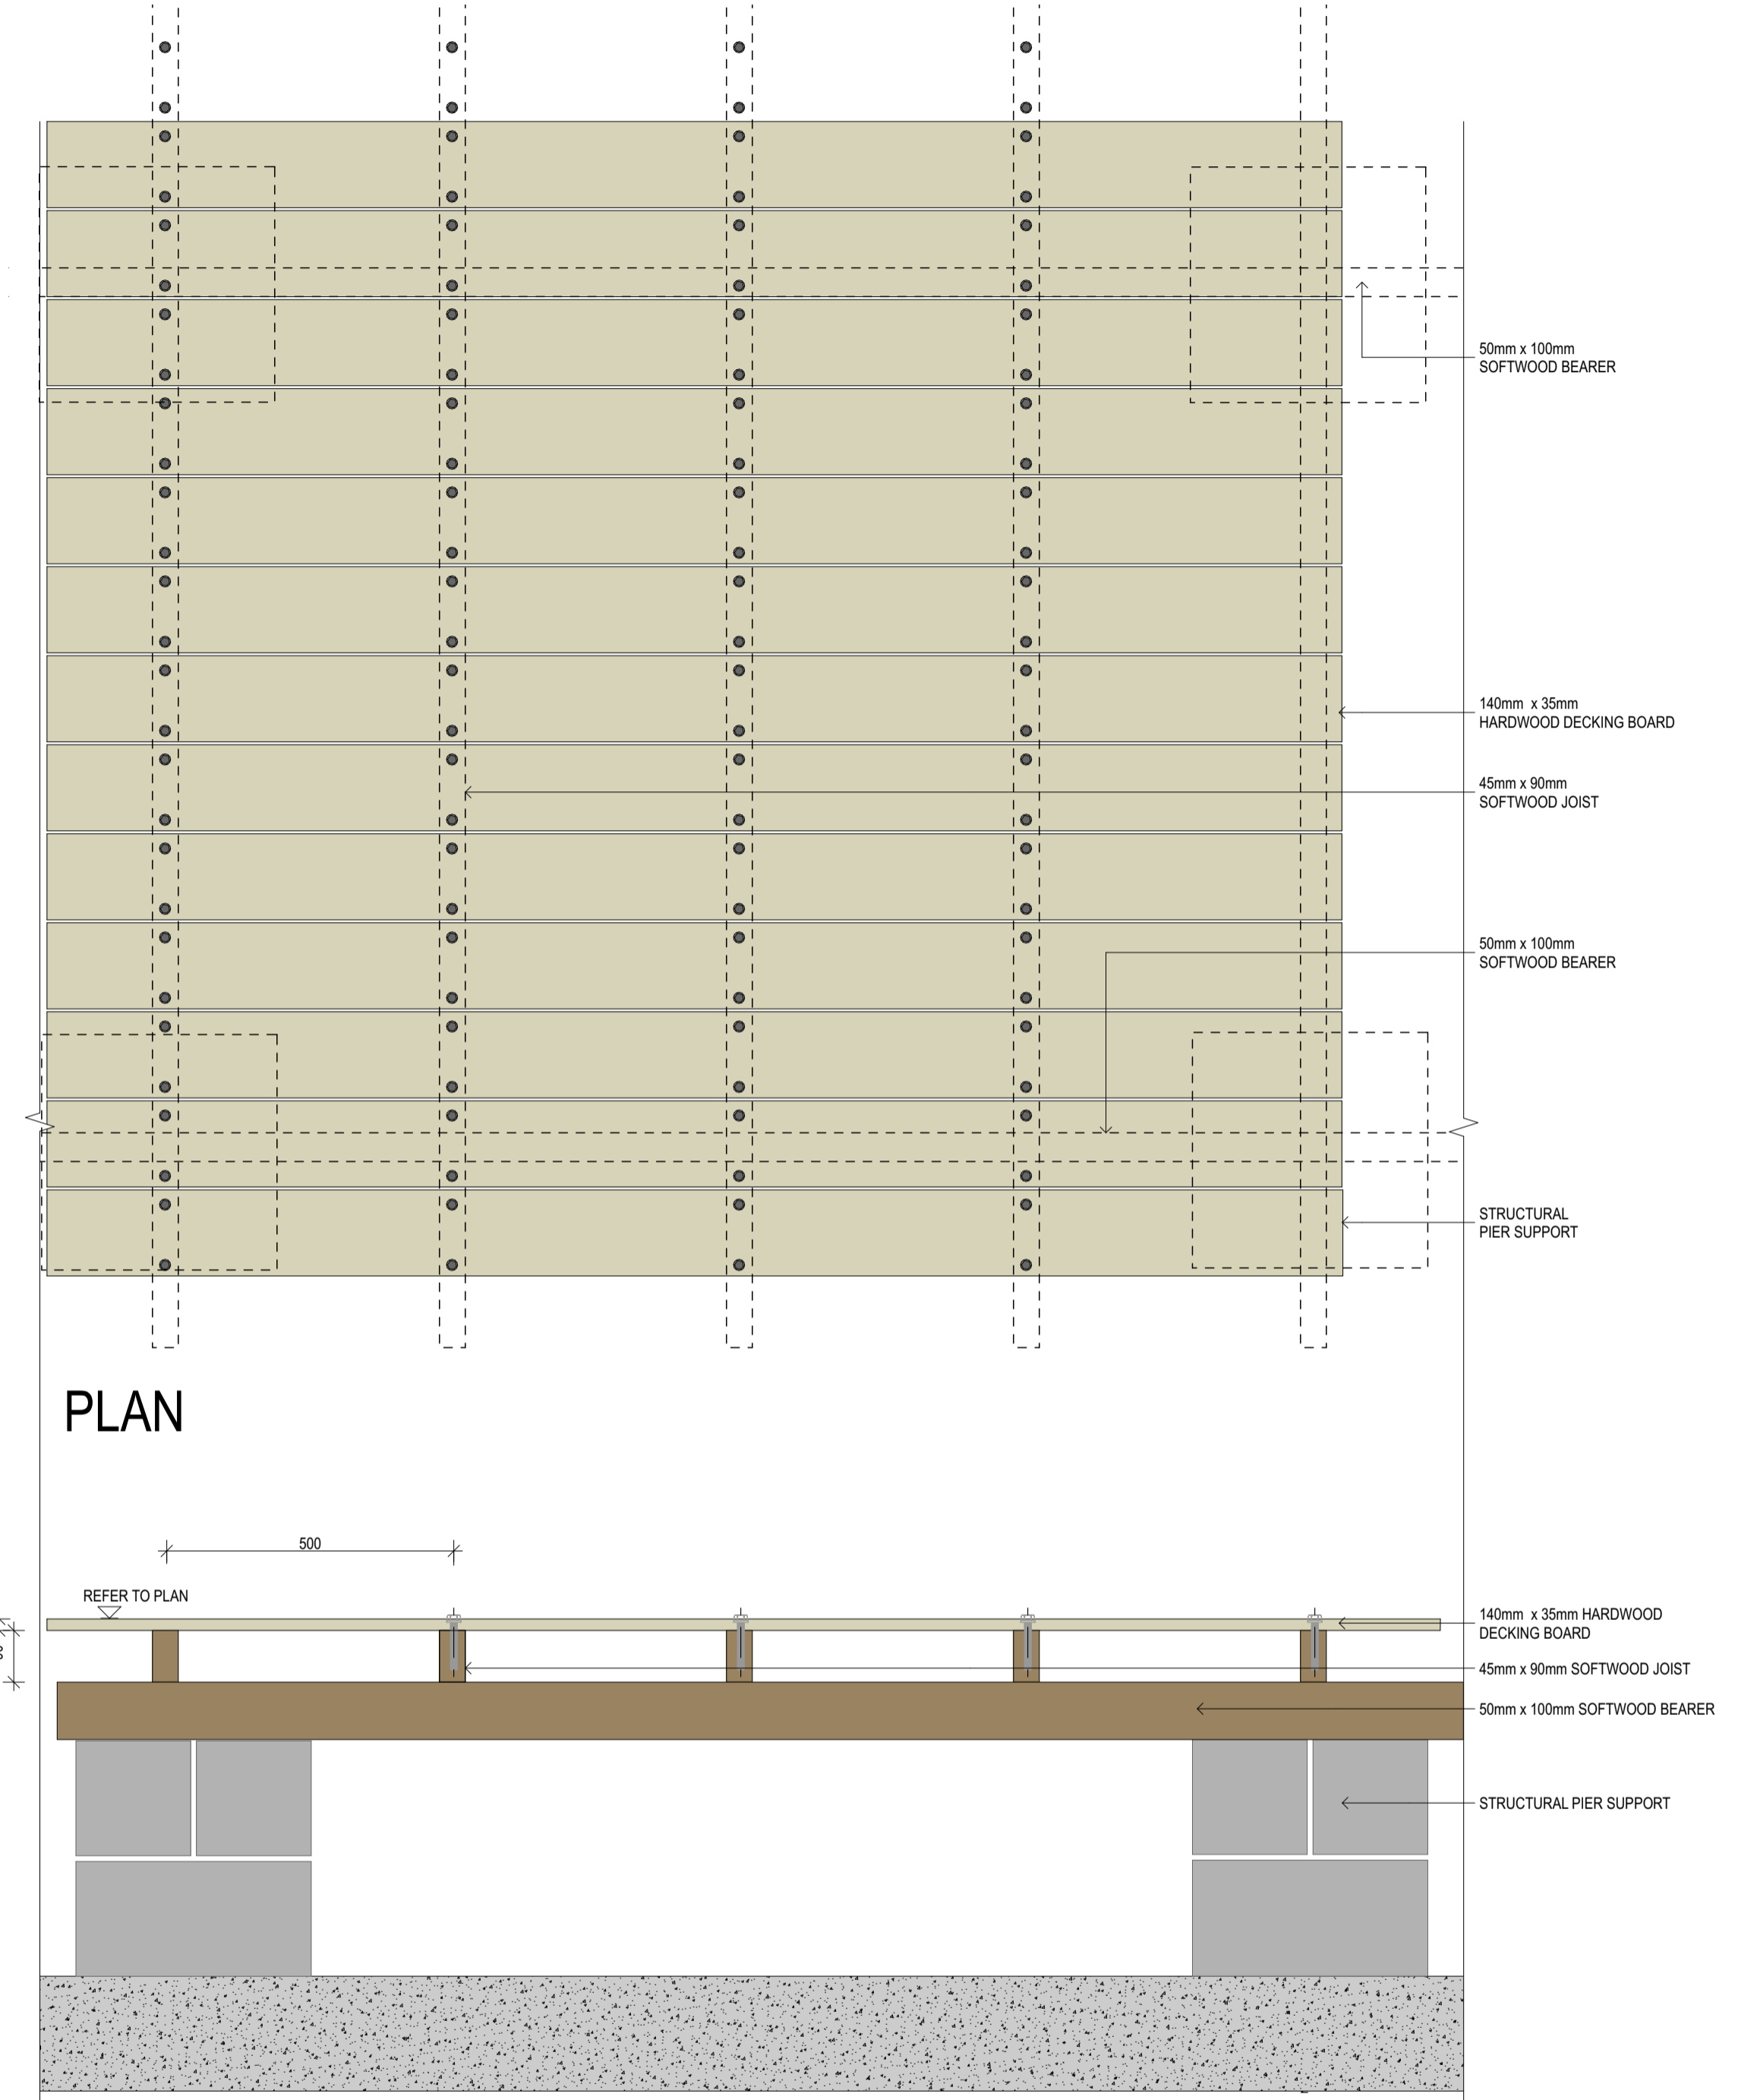 50mm x 100mm
SOFTWOOD BEARER
140mm x 35mm
HARDWOOD DECKING BOARD
45mm x 90mm
SOFTWOOD JOIST
50mm x 100mm
SOFTWOOD BEARER
STRUCTURAL
PIER SUPPORT
PLAN
500
REFER TO PLAN
140mm x 35mm HARDWOOD
DECKING BOARD
45mm x 90mm SOFTWOOD JOIST
50mm x 100mm SOFTWOOD BEARER
STRUCTURAL PIER SUPPORT